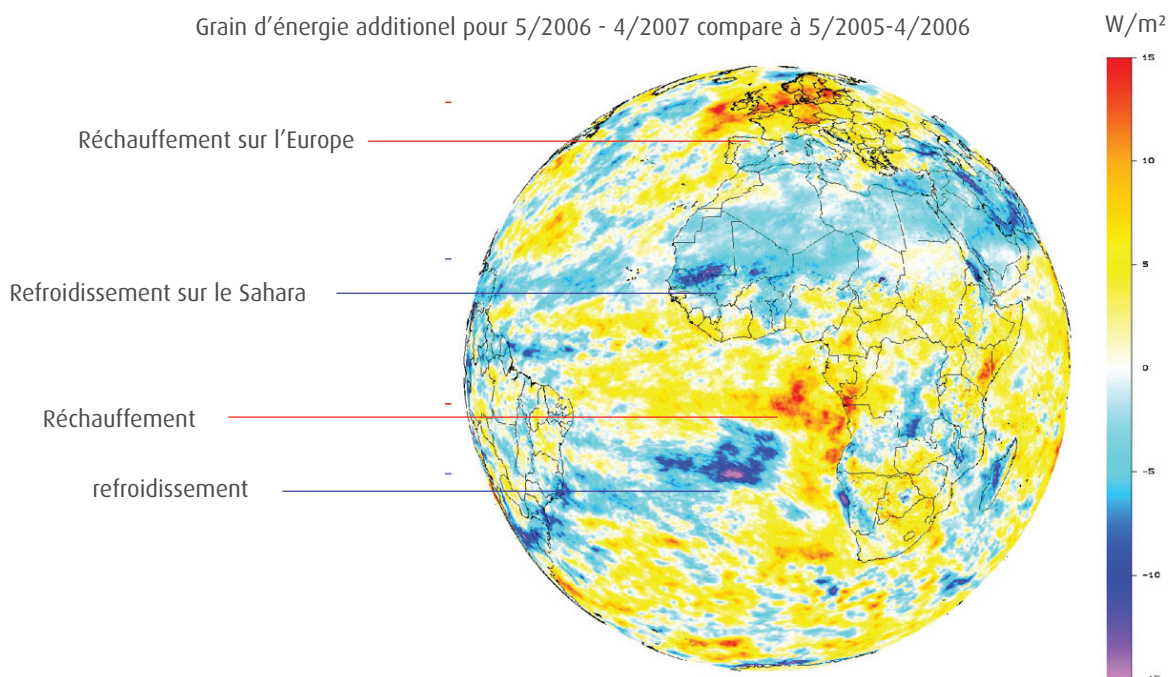 Grain d’énergie additionel pour 5/2006 - 4/2007 compare à 5/2005-4/2006
W/m²
Réchauffement sur l’Europe
Refroidissement sur le Sahara
Réchauffement
refroidissement
15
10
5
0
-5
-10
-15